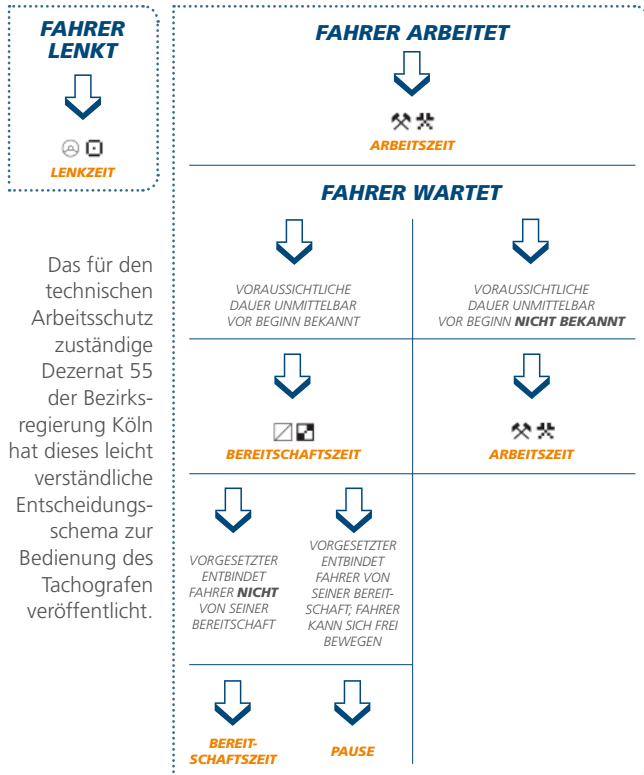 FAHRER
LENKT
LENKZEIT
Das für den
technischen
Arbeitsschutz
zuständige
Dezernat 55
der Bezirks-
regierung Köln
hat dieses leicht
verständliche
Entscheidungs-
schema zur
Bedienung des
Tachografen
veröffentlicht.
FAHRER ARBEITET
ARBEITSZEIT
FAHRER WARTET
VORAUSSICHTLICHE
DAUER UNMITTELBAR
VOR BEGINN BEKANNT
VORAUSSICHTLICHE
DAUER UNMITTELBAR
VOR BEGINN NICHT BEKANNT
BEREITSCHAFTSZEIT
ARBEITSZEIT
VORGESETZTER
ENTBINDET
FAHRER NICHT
VON SEINER
BEREITSCHAFT
VORGESETZTER
ENTBINDET
FAHRER VON
SEINER BEREIT-
SCHAFT; FAHRER
KANN SICH FREI
BEWEGEN
BEREIT-
SCHAFTSZEIT
PAUSE